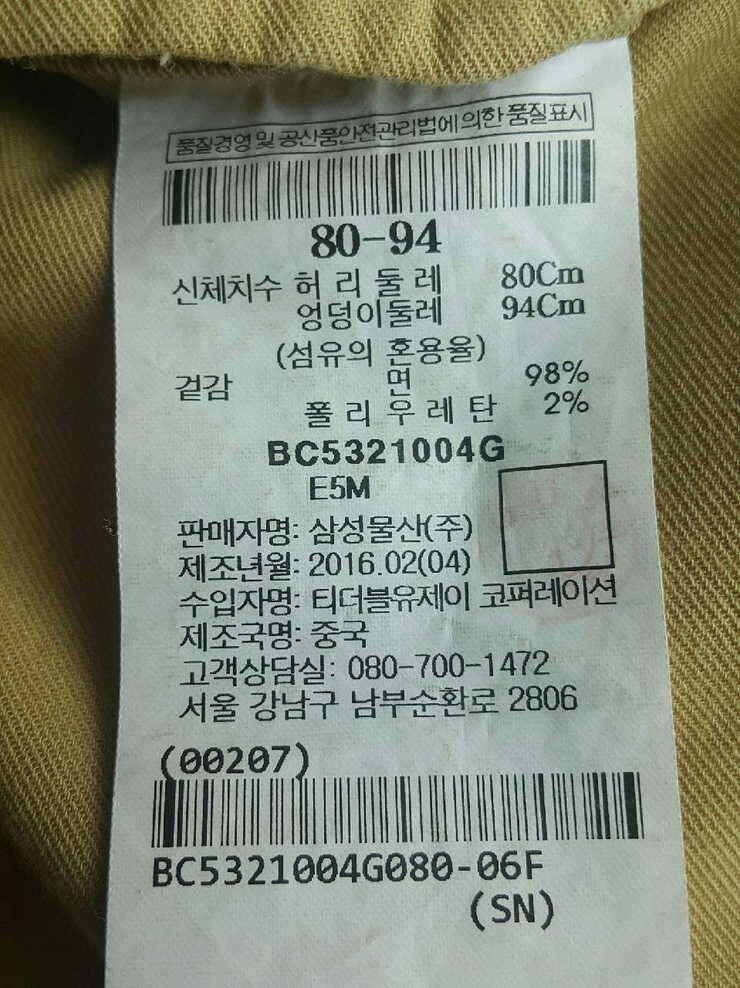 품질경영 및 공산품안전관리법에 의한 품질표시
80-94
신체치수 허 리 둘 레 80Cm
엉덩이둘레 94Cm
(섬유의 혼용율)
겉감 면 98%
폴 리 우 레 탄 2%
BC5321004G
E5M
판매자명: 삼성물산(주)
제조년월: 2016.02(04)
수입자명: 티더블유제이 코퍼레이션
제조국명: 중국
고객상담실: 080-700-1472
서울 강남구 남부순환로 2806
(00207)
BC5321004G080-06F
(SN)